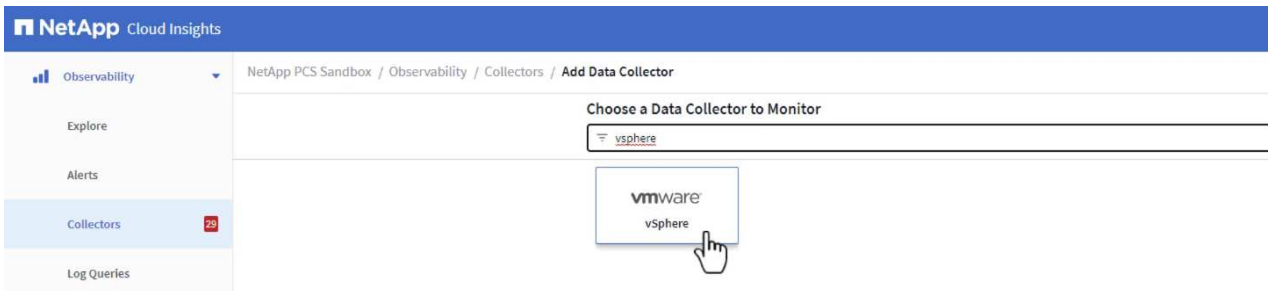 NetApp Cloud Insights
Observability
NetApp PCS Sandbox / Observability / Collectors / Add Data Collector
Choose a Data Collector to Monitor
Explore
vsphere
Alerts
vmware
Collectors 29
vSphere
Log Queries